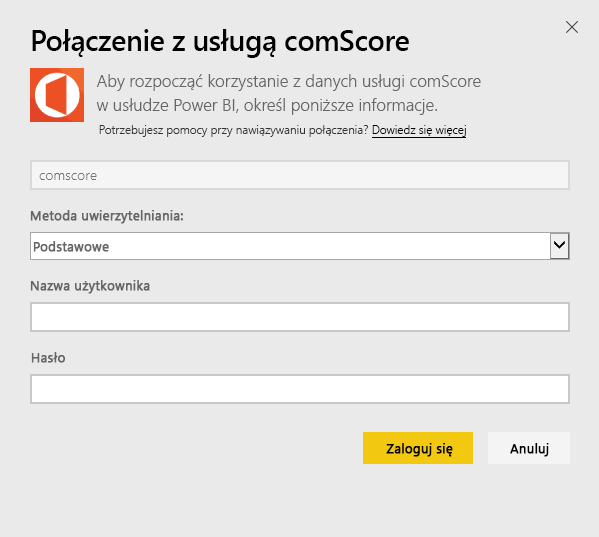 Połączenie z usługą comScore
Aby rozpocząć korzystanie z danych usługi comScore
w usłudze Power BI, określ poniższe informacje.
Potrzebujesz pomocy przy nawiązywaniu połączenia? Dowiedz się więcej
comscore
Metoda uwierzytelniania:
Podstawowe
Nazwa użytkownika
Hasło
Zaloguj się Anuluj